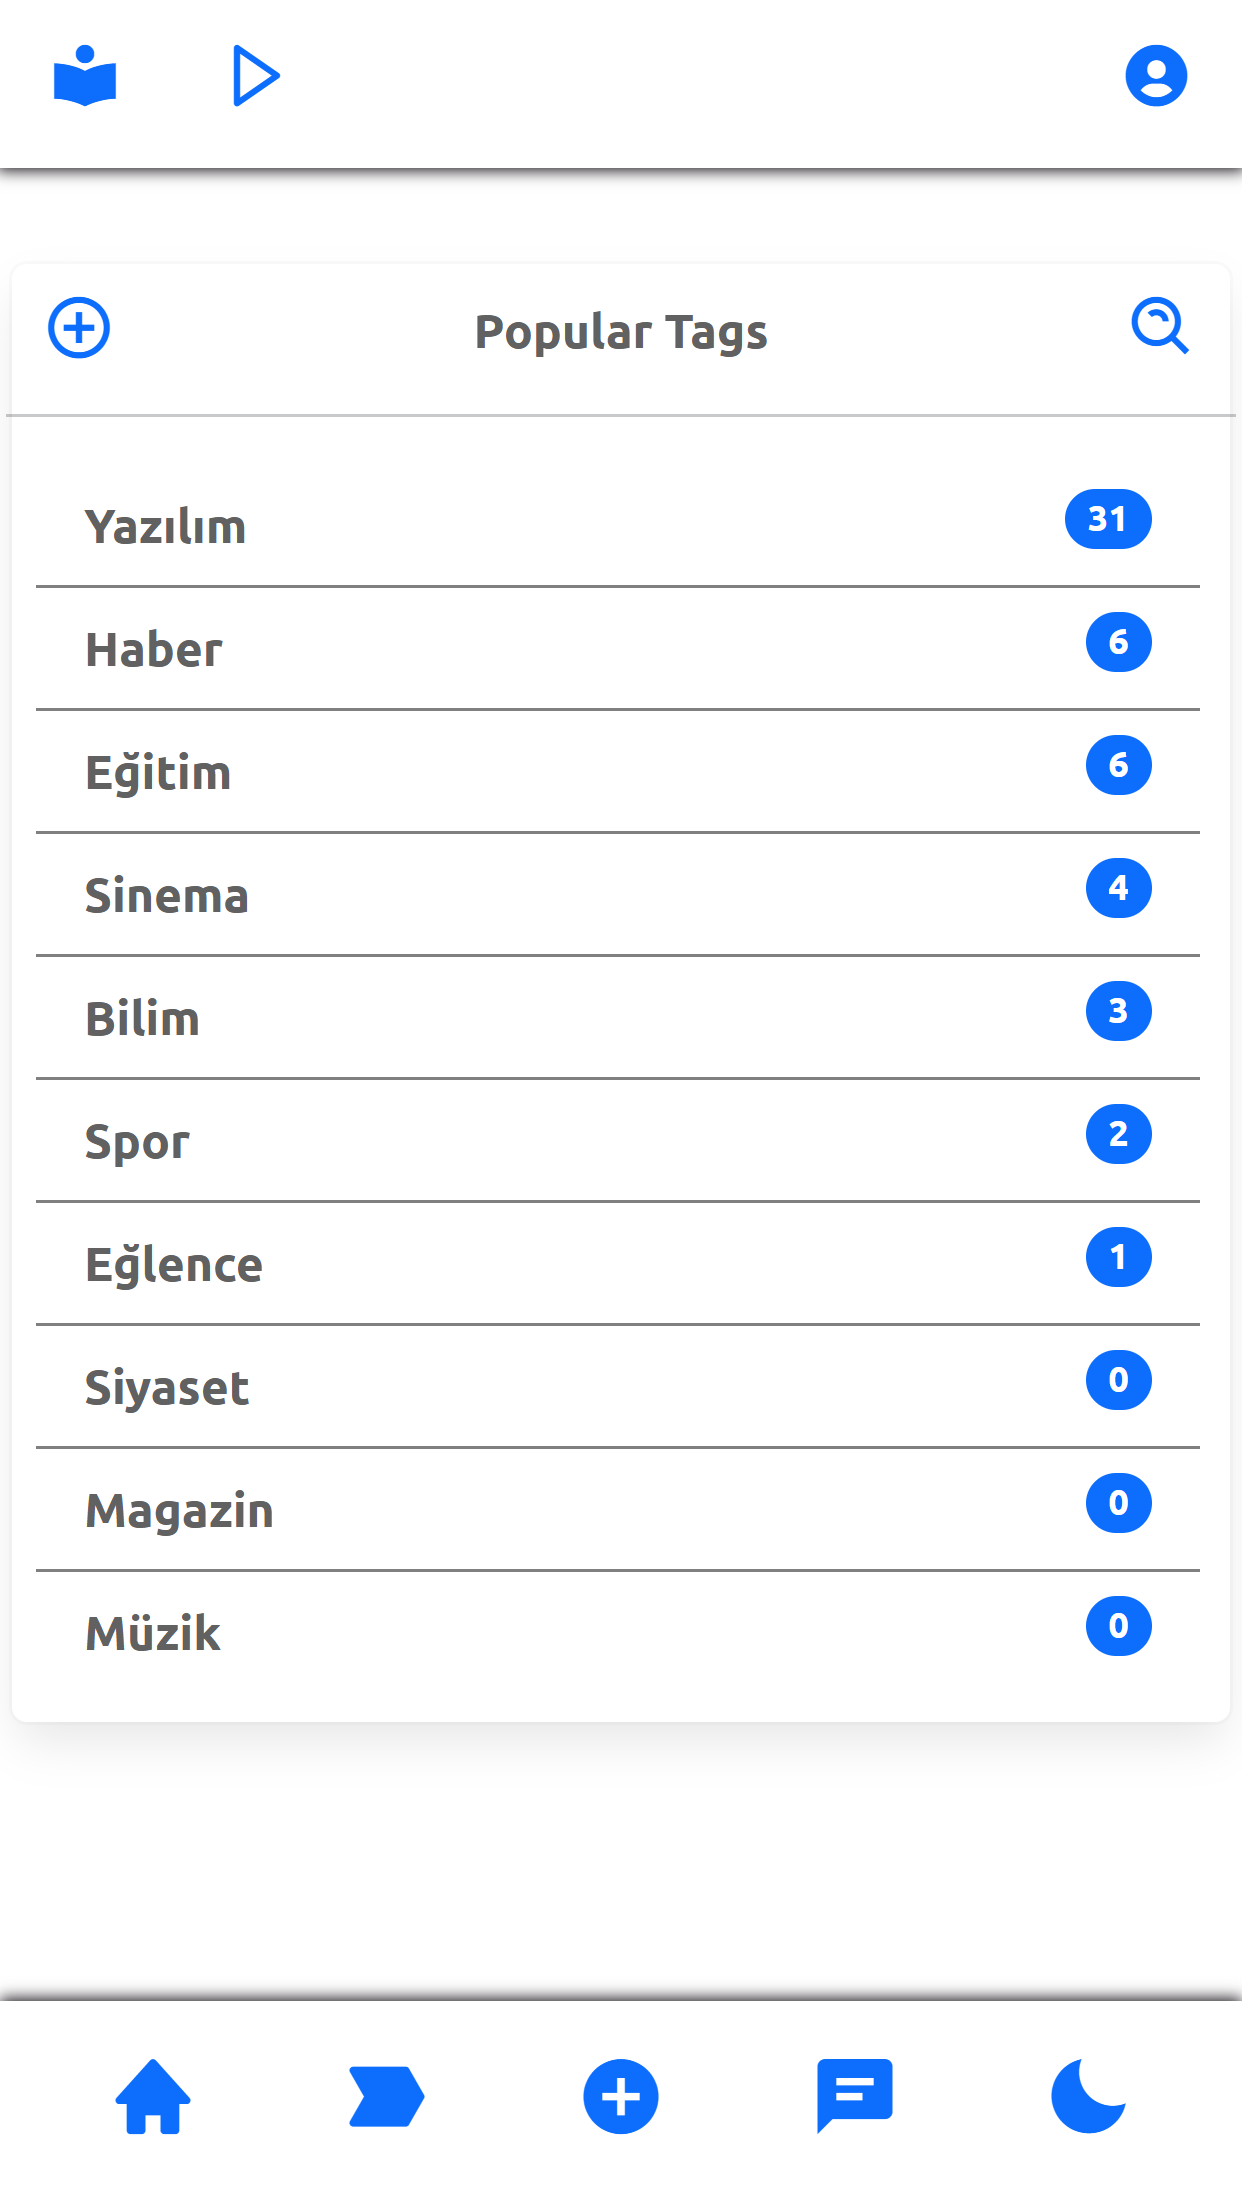 Popular Tags
Yazılım 31
Haber 6
Eğitim 6
Sinema 4
Bilim 3
Spor 2
Eğlence 1
Siyaset 0
Magazin 0
Müzik 0